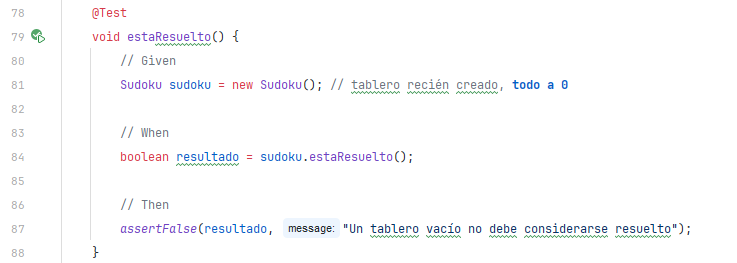 78 @Test
79 void estaResuelto() {
80 // Given
81 Sudoku sudoku = new Sudoku(); // tablero recién creado, todo a 0
82
83 // When
84 boolean resultado = sudoku.estaResuelto();
85
86 // Then
87 assertFalse(resultado, message: "Un tablero vacío no debe considerarse resuelto");
88 }